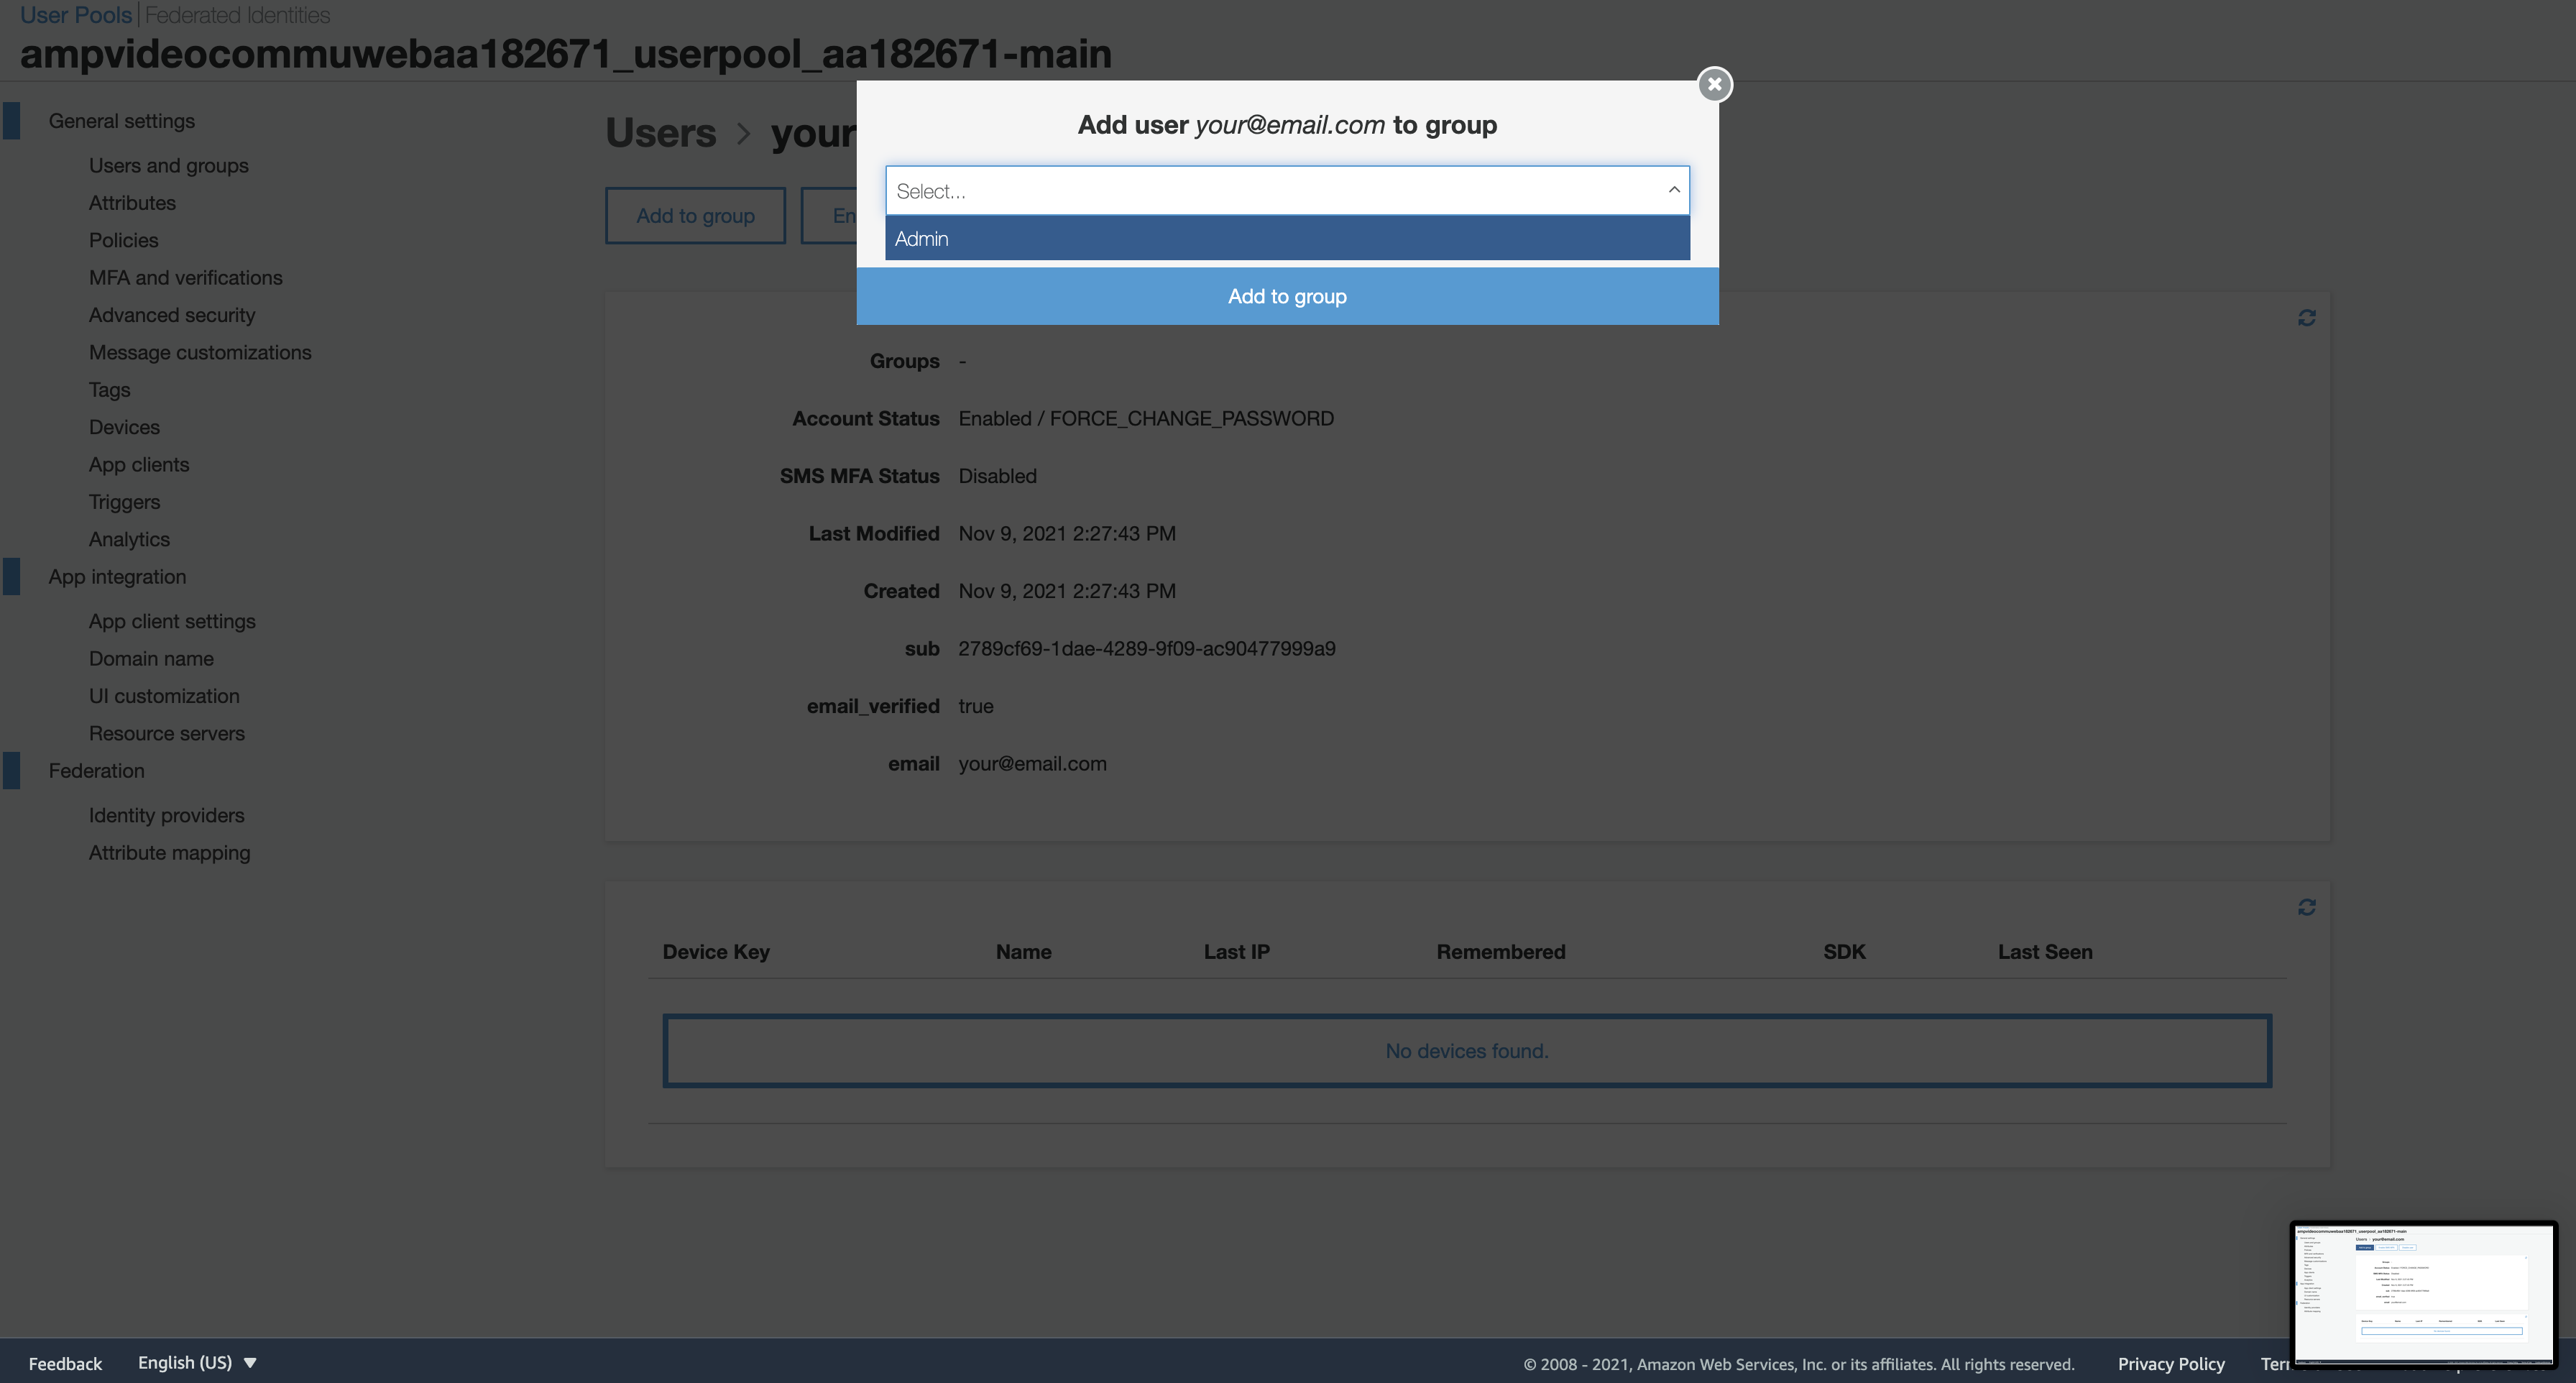 User Pools | Federated Identities
ampvideocommuwebaa182671_userpool_aa182671-main
General settings
Users and groups
Attributes
Policies
MFA and verifications
Advanced security
Message customizations
Tags
Devices
App clients
Triggers
Analytics
App integration
App client settings
Domain name
UI customization
Resource servers
Federation
Identity providers
Attribute mapping
Users > your
Add to group
En
Add user your@email.com to group
Select...
Admin
Add to group
Groups -
Account Status Enabled / FORCE_CHANGE_PASSWORD
SMS MFA Status Disabled
Last Modified Nov 9, 2021 2:27:43 PM
Created Nov 9, 2021 2:27:43 PM
sub 2789cf69-1dae-4289-9f09-ac90477999a9
email_verified true
email your@email.com
Device Key Name Last IP Remembered SDK Last Seen
No devices found.
ampvideocommuwebaa182671_userpool_aa182671-main
Users > your@email.com
Feedback English (US) © 2008 - 2021, Amazon Web Services, Inc. or its affiliates. All rights reserved. Privacy Policy Ter